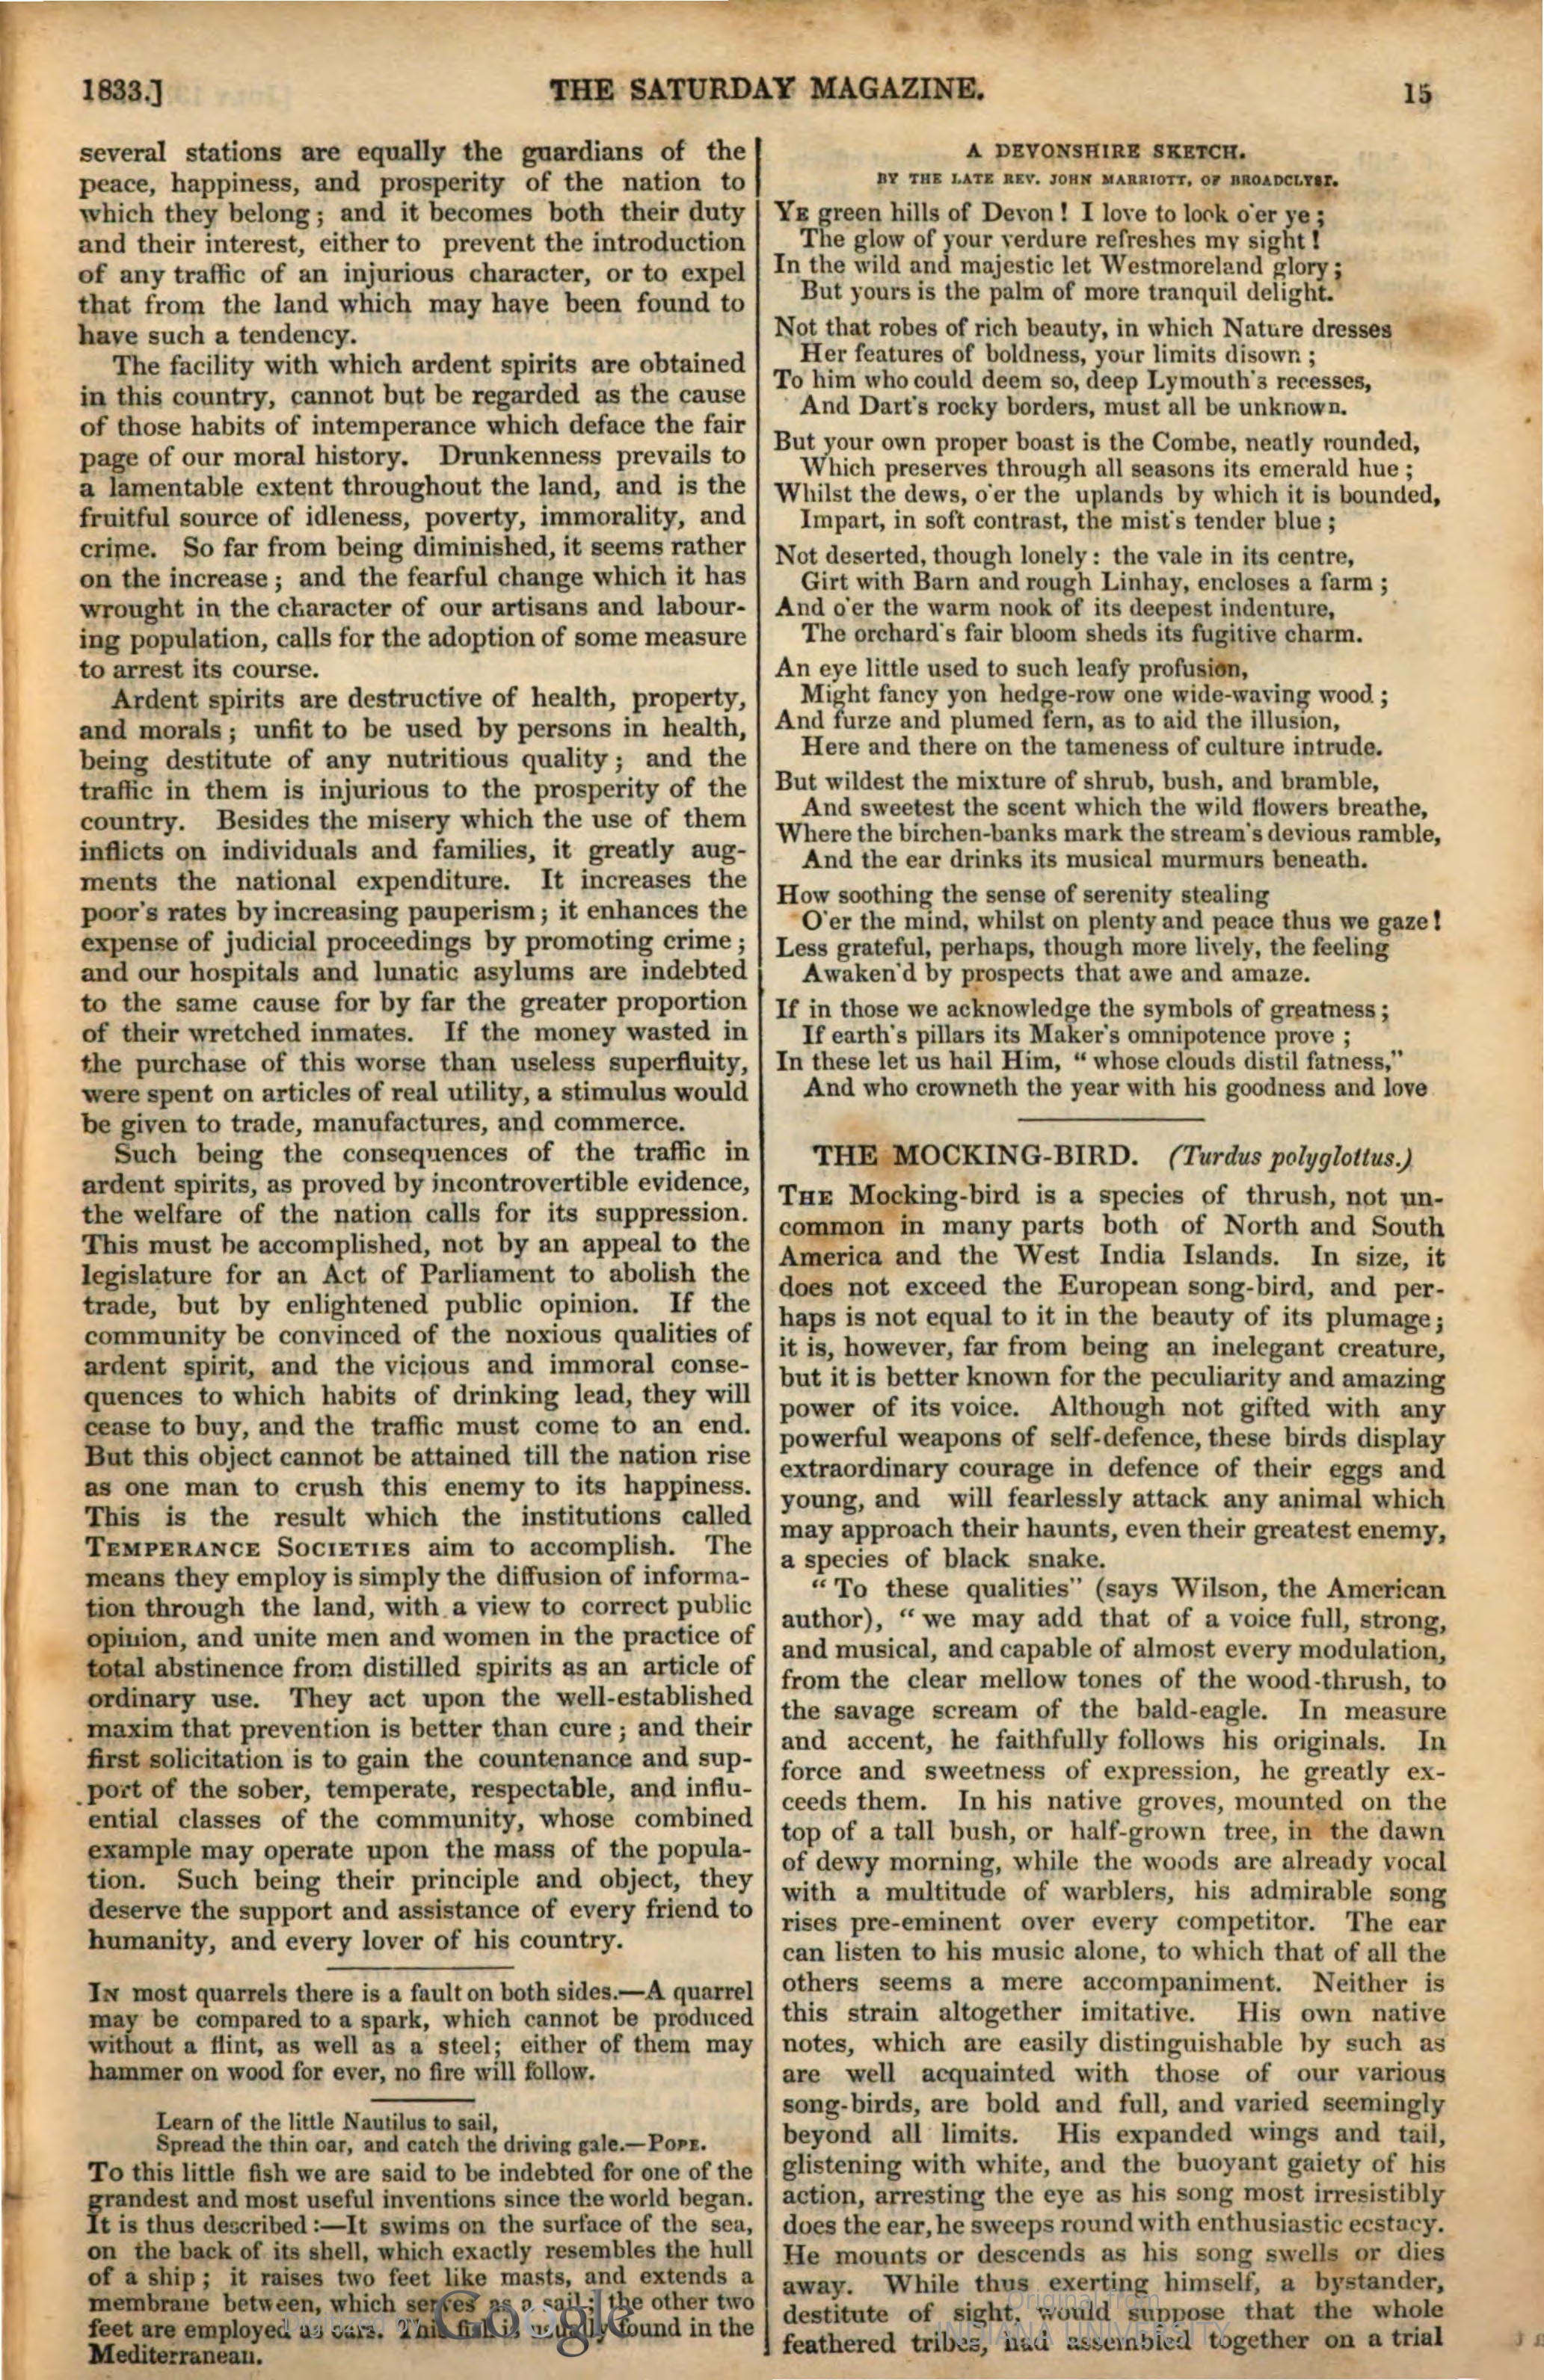 1833.] THE SATURDAY MAGAZINE. 15
several stations are equally the guardians of the
peace, happiness, and prosperity of the nation to
which they belong; and it becomes both their duty
and their interest, either to prevent the introduction
of any traffic of an injurious character, or to expel
that from the land which may have been found to
have such a tendency.
The facility with which ardent spirits are obtained
in this country, cannot but be regarded as the cause
of those habits of intemperance which deface the fair
page of our moral history. Drunkenness prevails to
a lamentable extent throughout the land, and is the
fruitful source of idleness, poverty, immorality, and
crime. So far from being diminished, it seems rather
on the increase; and the fearful change which it has
wrought in the character of our artisans and labour-
ing population, calls for the adoption of some measure
to arrest its course.
Ardent spirits are destructive of health, property,
and morals; unfit to be used by persons in health,
being destitute of any nutritious quality; and the
traffic in them is injurious to the prosperity of the
country. Besides the misery which the use of them
inflicts on individuals and families, it greatly aug-
ments the national expenditure. It increases the
poor's rates by increasing pauperism; it enhances the
expense of judicial proceedings by promoting crime;
and our hospitals and lunatic asylums are indebted
to the same cause for by far the greater proportion
of their wretched inmates. If the money wasted in
the purchase of this worse than useless superfluity,
were spent on articles of real utility, a stimulus would
be given to trade, manufactures, and commerce.
Such being the consequences of the traffic in
ardent spirits, as proved by incontrovertible evidence,
the welfare of the nation calls for its suppression.
This must be accomplished, not by an appeal to the
legislature for an Act of Parliament to abolish the
trade, but by enlightened public opinion. If the
community be convinced of the noxious qualities of
ardent spirit, and the vicious and immoral conse-
quences to which habits of drinking lead, they will
cease to buy, and the traffic must come to an end.
But this object cannot be attained till the nation rise
as one man to crush this enemy to its happiness.
This is the result which the institutions called
TEMPERANCE SOCIETIES aim to accomplish. The
means they employ is simply the diffusion of informa-
tion through the land, with a view to correct public
opinion, and unite men and women in the practice of
total abstinence from distilled spirits as an article of
ordinary use. They act upon the well-established
maxim that prevention is better than cure; and their
first solicitation is to gain the countenance and sup-
port of the sober, temperate, respectable, and influ-
ential classes of the community, whose combined
example may operate upon the mass of the popula-
tion. Such being their principle and object, they
deserve the support and assistance of every friend to
humanity, and every lover of his country.
IN most quarrels there is a fault on both sides.—A quarrel
may be compared to a spark, which cannot be produced
without a flint, as well as a steel; either of them may
hammer on wood for ever, no fire will follow.
Learn of the little Nautilus to sail,
Spread the thin oar, and catch the driving gale.—POPE.
To this little fish we are said to be indebted for one of the
grandest and most useful inventions since the world began.
It is thus described:—It swims on the surface of the sea,
on the back of its shell, which exactly resembles the hull
of a ship; it raises two feet like masts, and extends a
membrane between, which serves as a sail; the other two
feet are employed as oars. This fish is usually found in the
Mediterranean.
A DEVONSHIRE SKETCH.
BY THE LATE REV. JOHN MARRIOTT, OF BROADCLYST.
YE green hills of Devon! I love to look o'er ye;
The glow of your verdure refreshes my sight!
In the wild and majestic let Westmoreland glory;
But yours is the palm of more tranquil delight.
Not that robes of rich beauty, in which Nature dresses
Her features of boldness, your limits disown;
To him who could deem so, deep Lymouth's recesses,
And Dart's rocky borders, must all be unknown.
But your own proper boast is the Combe, neatly rounded,
Which preserves through all seasons its emerald hue;
Whilst the dews, o'er the uplands by which it is bounded,
Impart, in soft contrast, the mist's tender blue;
Not deserted, though lonely: the vale in its centre,
Girt with Barn and rough Linhay, encloses a farm;
And o'er the warm nook of its deepest indenture,
The orchard's fair bloom sheds its fugitive charm.
An eye little used to such leafy profusion,
Might fancy yon hedge-row one wide-waving wood;
And furze and plumed fern, as to aid the illusion,
Here and there on the tameness of culture intrude.
But wildest the mixture of shrub, bush, and bramble,
And sweetest the scent which the wild flowers breathe,
Where the birchen-banks mark the stream's devious ramble,
And the ear drinks its musical murmurs beneath.
How soothing the sense of serenity stealing
O'er the mind, whilst on plenty and peace thus we gaze!
Less grateful, perhaps, though more lively, the feeling
Awaken'd by prospects that awe and amaze.
If in those we acknowledge the symbols of greatness;
If earth's pillars its Maker's omnipotence prove;
In these let us hail Him, "whose clouds distil fatness,"
And who crowneth the year with his goodness and love
THE MOCKING-BIRD. (Turdus polyglottus.)
THE Mocking-bird is a species of thrush, not un-
common in many parts both of North and South
America and the West India Islands. In size, it
does not exceed the European song-bird, and per-
haps is not equal to it in the beauty of its plumage;
it is, however, far from being an inelegant creature,
but it is better known for the peculiarity and amazing
power of its voice. Although not gifted with any
powerful weapons of self-defence, these birds display
extraordinary courage in defence of their eggs and
young, and will fearlessly attack any animal which
may approach their haunts, even their greatest enemy,
a species of black snake.
"To these qualities" (says Wilson, the American
author), "we may add that of a voice full, strong,
and musical, and capable of almost every modulation,
from the clear mellow tones of the wood-thrush, to
the savage scream of the bald-eagle. In measure
and accent, he faithfully follows his originals. In
force and sweetness of expression, he greatly ex-
ceeds them. In his native groves, mounted on the
top of a tall bush, or half-grown tree, in the dawn
of dewy morning, while the woods are already vocal
with a multitude of warblers, his admirable song
rises pre-eminent over every competitor. The ear
can listen to his music alone, to which that of all the
others seems a mere accompaniment. Neither is
this strain altogether imitative. His own native
notes, which are easily distinguishable by such as
are well acquainted with those of our various
song-birds, are bold and full, and varied seemingly
beyond all limits. His expanded wings and tail,
glistening with white, and the buoyant gaiety of his
action, arresting the eye as his song most irresistibly
does the ear, he sweeps round with enthusiastic ecstacy.
He mounts or descends as his song swells or dies
away. While thus exerting himself, a bystander,
destitute of sight, would suppose that the whole
feathered tribes, had assembled together on a trial